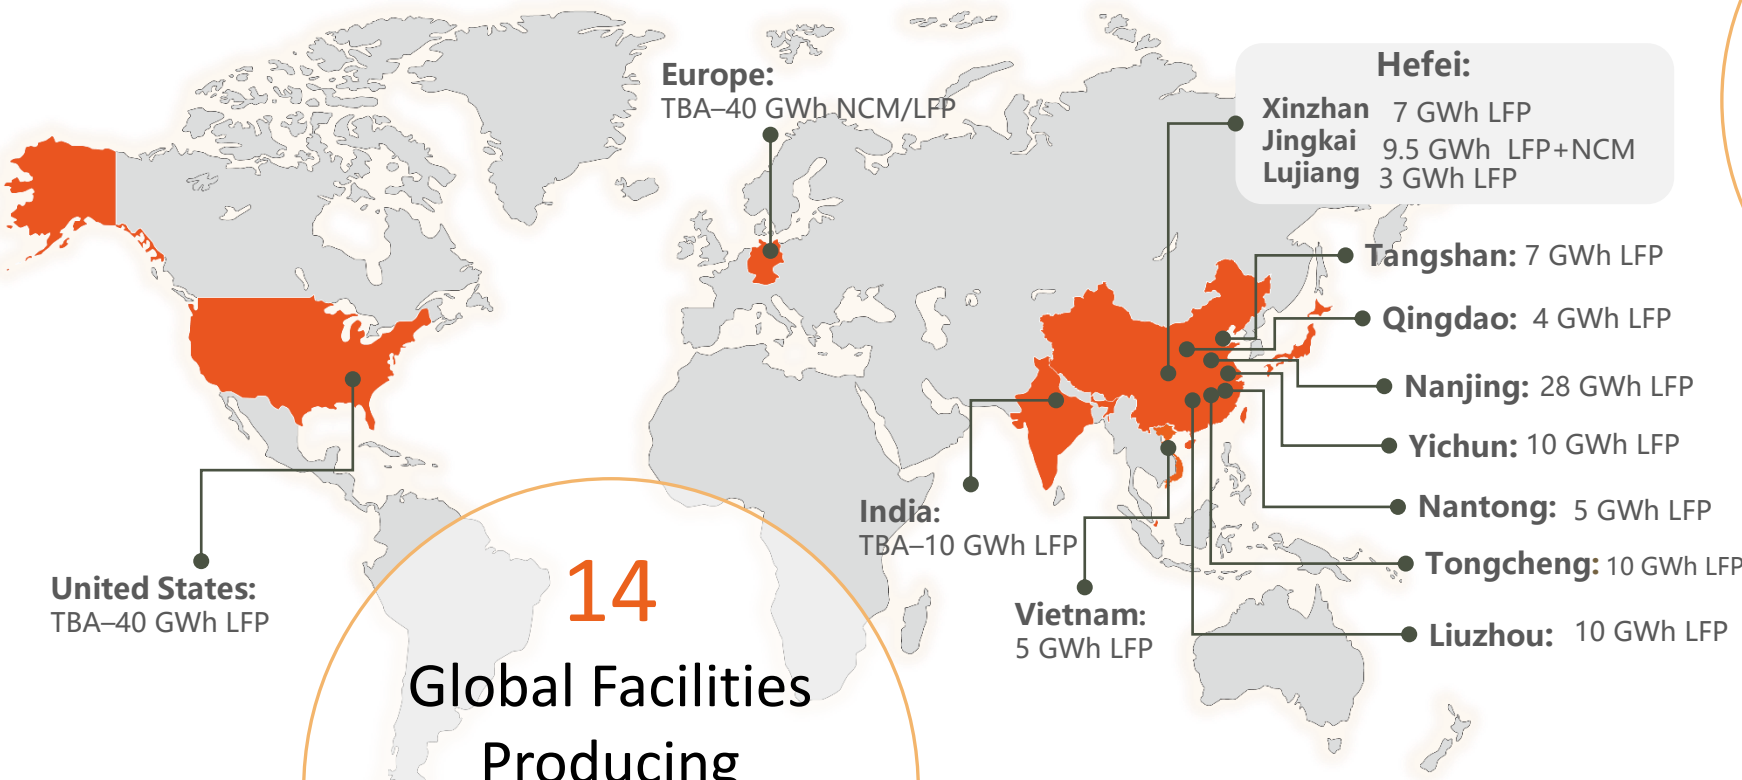 Europe:
TBA–40 GWh NCM/LFP
Hefei:
Xinzhan 7 GWh LFP
Jingkai 9.5 GWh LFP+NCM
Lujiang 3 GWh LFP
Tangshan: 7 GWh LFP
Qingdao: 4 GWh LFP
Nanjing: 28 GWh LFP
Yichun: 10 GWh LFP
Nantong: 5 GWh LFP
Tongcheng: 10 GWh LFP
Liuzhou: 10 GWh LFP
India:
TBA–10 GWh LFP
Vietnam:
5 GWh LFP
United States:
TBA–40 GWh LFP
14
Global Facilities
Producing